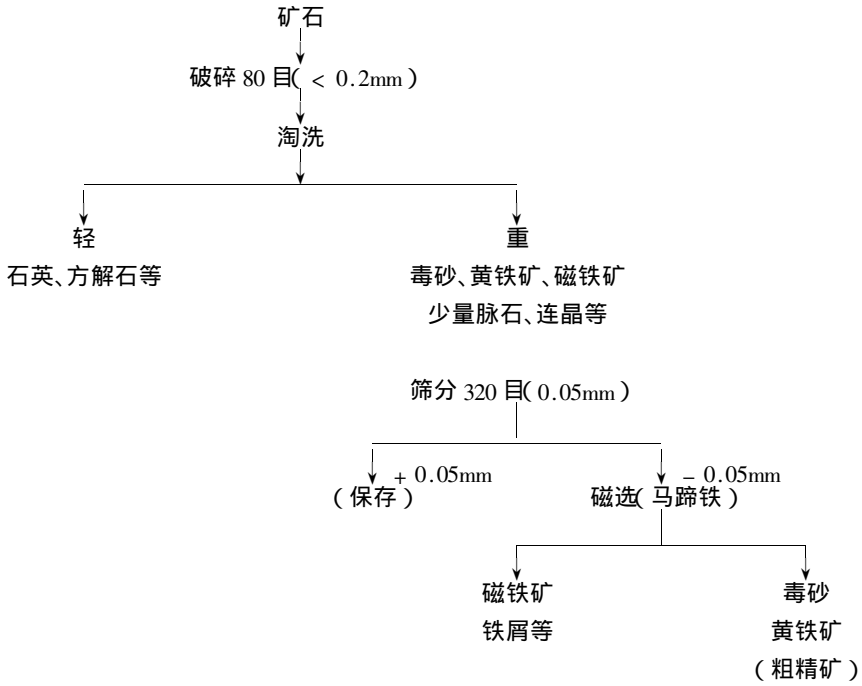 矿石
破碎 80 目( < 0.2mm )
淘洗
轻
重
石英、方解石等
毒砂、黄铁矿、磁铁矿
少量脉石、连晶等
筛分 320 目( 0.05mm )
+ 0.05mm
- 0.05mm
( 保存 )
磁选( 马蹄铁 )
磁铁矿
毒砂
铁屑等
黄铁矿
( 粗精矿 )